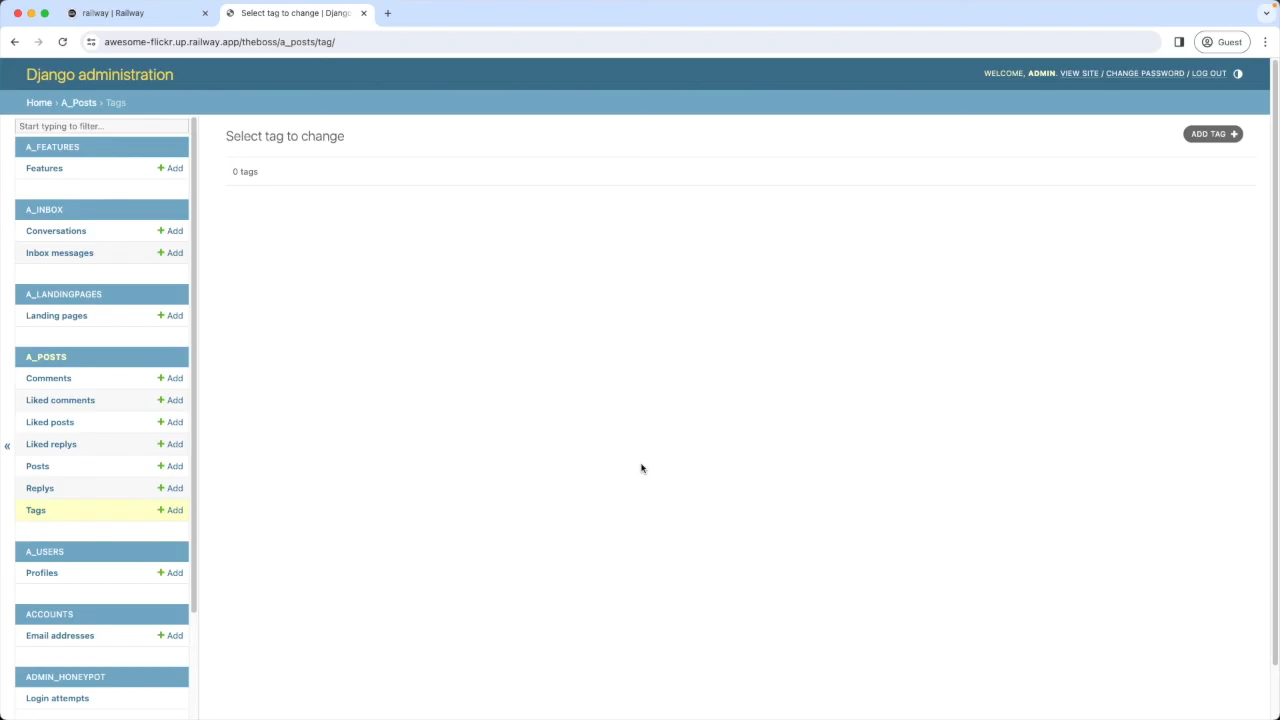 railway | Railway
Select tag to change | Django
awesome-flickr.up.railway.app/theboss/a_posts/tag/
Guest
Django administration
WELCOME, ADMIN. VIEW SITE / CHANGE PASSWORD / LOG OUT
Home › A_Posts › Tags
Start typing to filter...
Select tag to change
ADD TAG +
0 tags
A_FEATURES
Features + Add
A_INBOX
Conversations + Add
Inbox messages + Add
A_LANDINGPAGES
Landing pages + Add
A_POSTS
Comments + Add
Liked comments + Add
Liked posts + Add
Liked replys + Add
«
Posts + Add
Replys + Add
Tags + Add
A_USERS
Profiles + Add
ACCOUNTS
Email addresses + Add
ADMIN_HONEYPOT
Login attempts